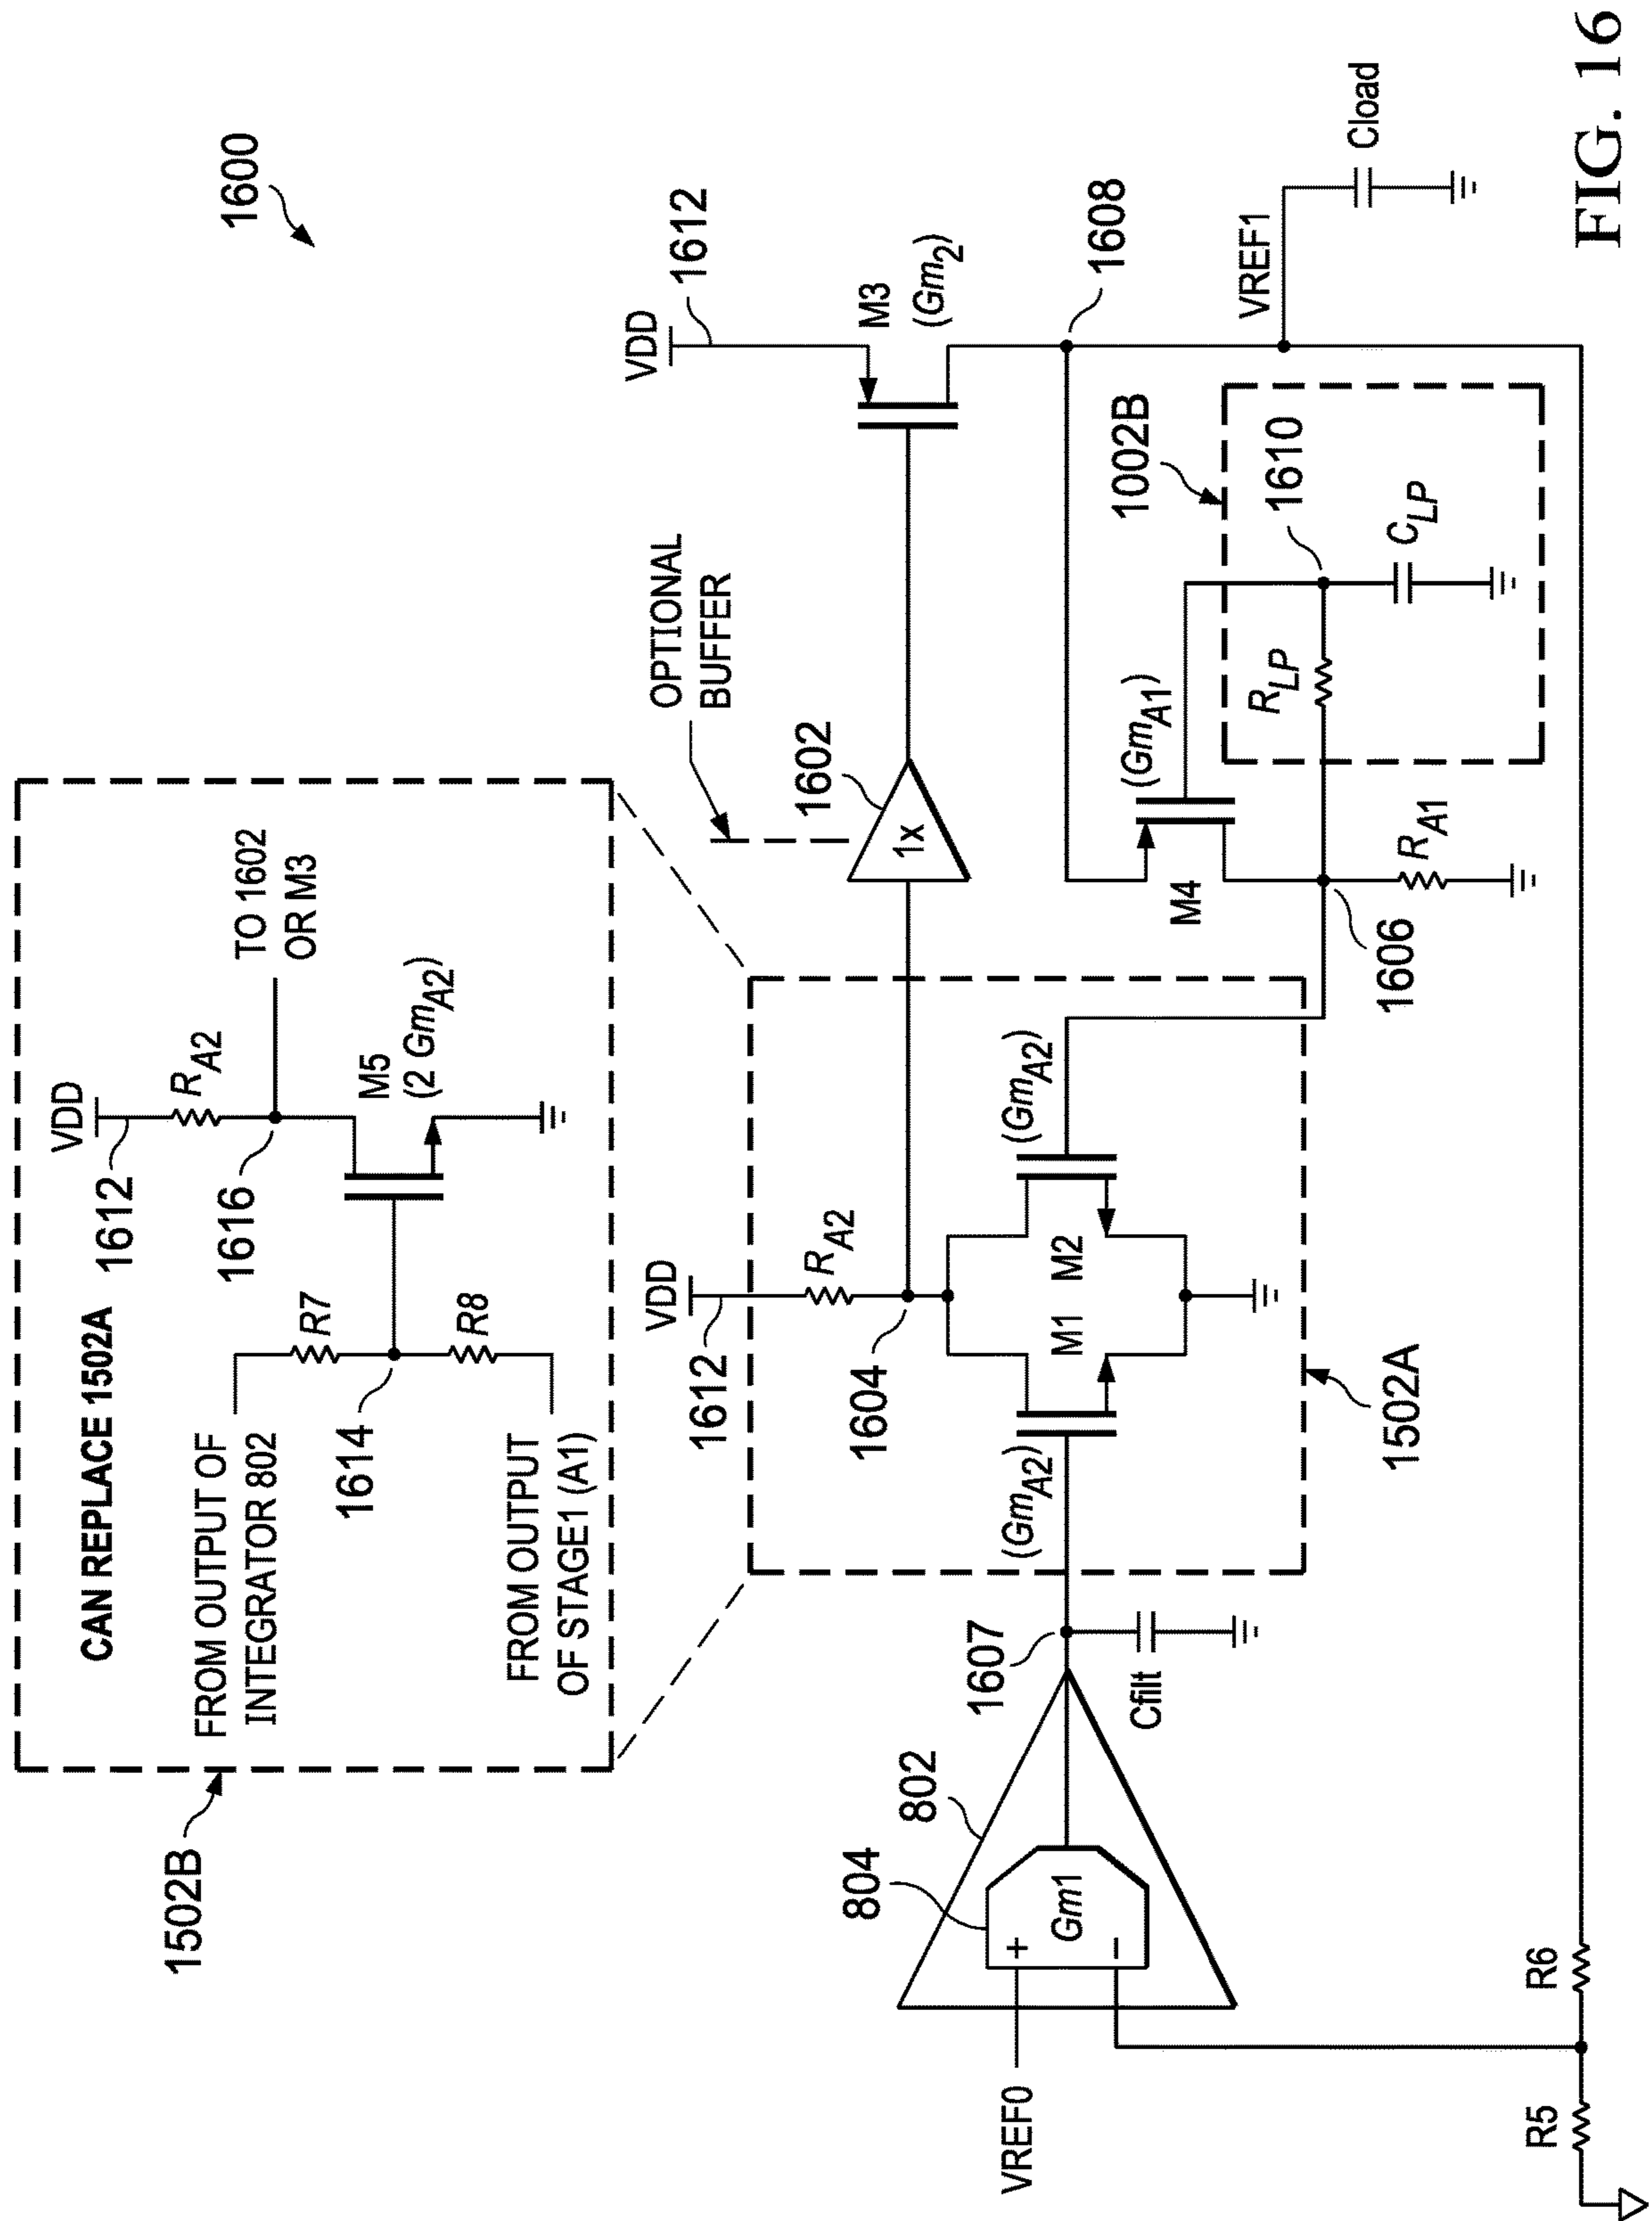 1600
1502B
CAN REPLACE 1502A
FROM OUTPUT OF
INTEGRATOR 802
FROM OUTPUT
OF STAGE1 (A1)
1614
R7
R8
VDD
1612
RA2
1616
TO 1602
OR M3
M5
(2 GmA2)
OPTIONAL
BUFFER
1602
1x
VDD
1612
M3
(Gm2)
1608
VREF1
Cload
VDD
1612
RA2
1604
M1
M2
(GmA2)
(GmA2)
1502A
M4
(GmA1)
1002B
1610
RLP
CLP
1606
RA1
1607
Cfilt
802
804
Gm1
+
−
VREF0
R5
R6
FIG. 16